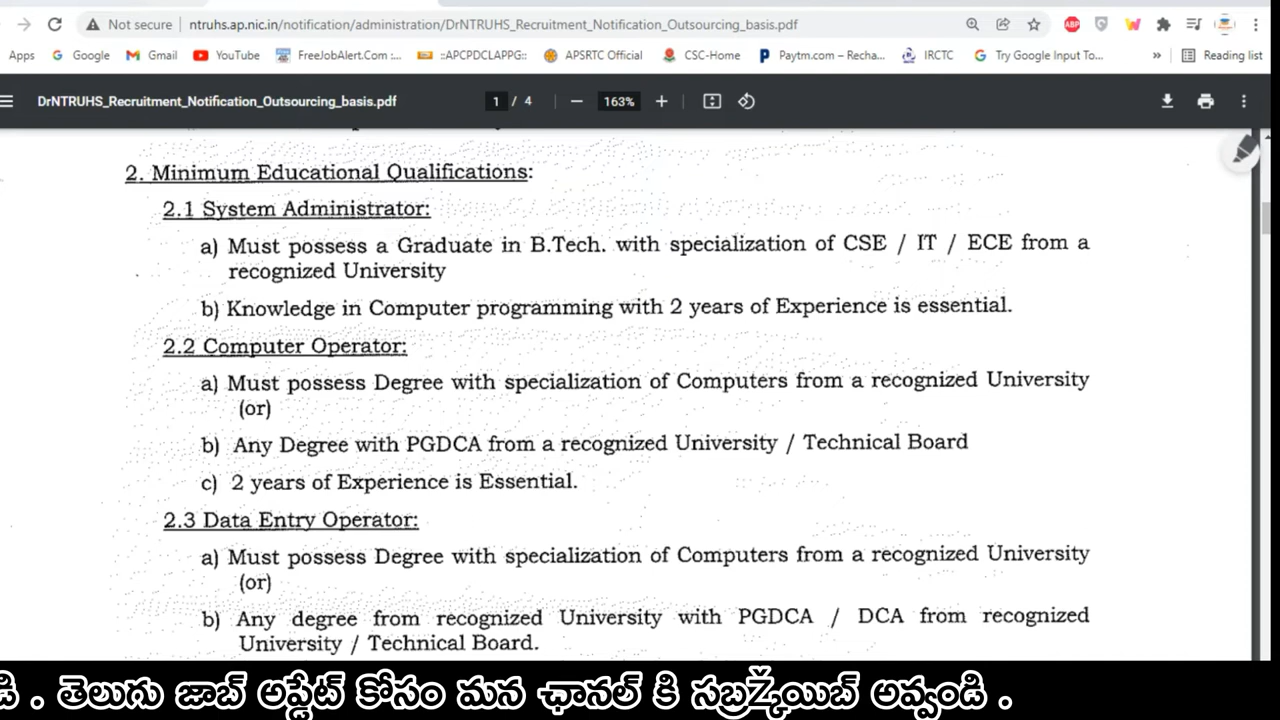 Not secure ntruhs.ap.nic.in/notification/administration/DrNTRUHS_Recruitment_Notification_Outsourcing_basis.pdf
Apps Google Gmail YouTube FreeJobAlert.Com :... ::APCPDCLAPPG:: APSRTC Official CSC-Home Paytm.com – Recha... IRCTC Try Google Input To... » Reading list
DrNTRUHS_Recruitment_Notification_Outsourcing_basis.pdf 1 / 4 — 163% +
2. Minimum Educational Qualifications:
2.1 System Administrator:
a) Must possess a Graduate in B.Tech. with specialization of CSE / IT / ECE from a
recognized University
b) Knowledge in Computer programming with 2 years of Experience is essential.
2.2 Computer Operator:
a) Must possess Degree with specialization of Computers from a recognized University
(or)
b) Any Degree with PGDCA from a recognized University / Technical Board
c) 2 years of Experience is Essential.
2.3 Data Entry Operator:
a) Must possess Degree with specialization of Computers from a recognized University
(or)
b) Any degree from recognized University with PGDCA / DCA from recognized
University / Technical Board.
డి . తెలుగు జాబ్ అప్డేట్ కోసం మన ఛానల్ కి అవ్వండి .